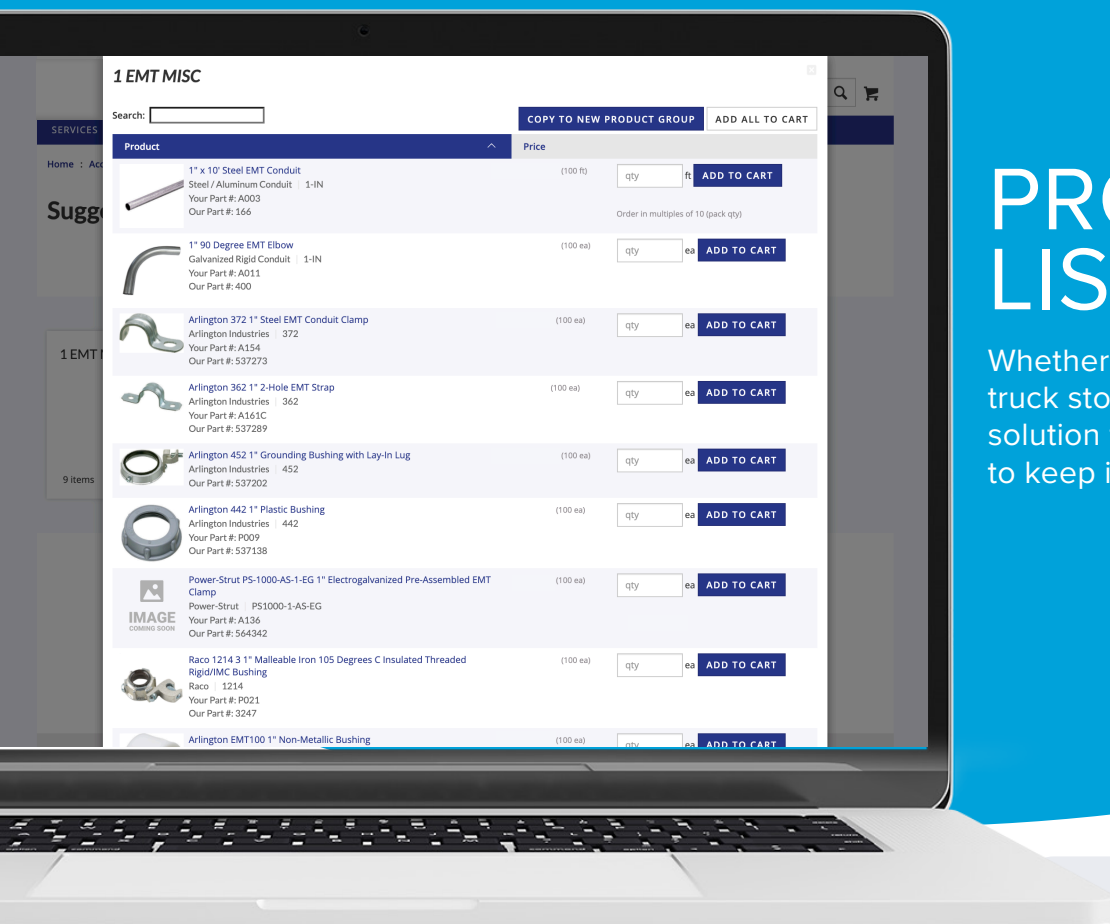 1 EMT MISC
Search:
COPY TO NEW PRODUCT GROUP
ADD ALL TO CART
SERVICES
Product
Price
Home : Acc
Sugge
1" x 10' Steel EMT Conduit
Steel / Aluminum Conduit | 1-IN
Your Part #: A003
Our Part #: 166
(100 ft)
qty ft ADD TO CART
Order in multiples of 10 (pack qty)
1" 90 Degree EMT Elbow
Galvanized Rigid Conduit | 1-IN
Your Part #: A011
Our Part #: 400
(100 ea)
qty ea ADD TO CART
Arlington 372 1" Steel EMT Conduit Clamp
Arlington Industries | 372
Your Part #: A154
Our Part #: 537273
(100 ea)
qty ea ADD TO CART
1 EMT
9 items
Arlington 362 1" 2-Hole EMT Strap
Arlington Industries | 362
Your Part #: A161C
Our Part #: 537289
(100 ea)
qty ea ADD TO CART
Arlington 452 1" Grounding Bushing with Lay-In Lug
Arlington Industries | 452
Our Part #: 537202
(100 ea)
qty ea ADD TO CART
Arlington 442 1" Plastic Bushing
Arlington Industries | 442
Your Part #: P009
Our Part #: 537138
(100 ea)
qty ea ADD TO CART
IMAGE
COMING SOON
Power-Strut PS-1000-AS-1-EG 1" Electrogalvanized Pre-Assembled EMT
Clamp
Power-Strut | PS1000-1-AS-EG
Your Part #: A136
Our Part #: 564342
(100 ea)
qty ea ADD TO CART
Raco 1214 3 1" Malleable Iron 105 Degrees C Insulated Threaded
Rigid/IMC Bushing
Raco | 1214
Your Part #: P021
Our Part #: 3247
(100 ea)
qty ea ADD TO CART
Arlington EMT100 1" Non-Metallic Bushing
(100 ea)
qty ea ADD TO CART
PRO
LIS
Whether
truck sto
solution
to keep i